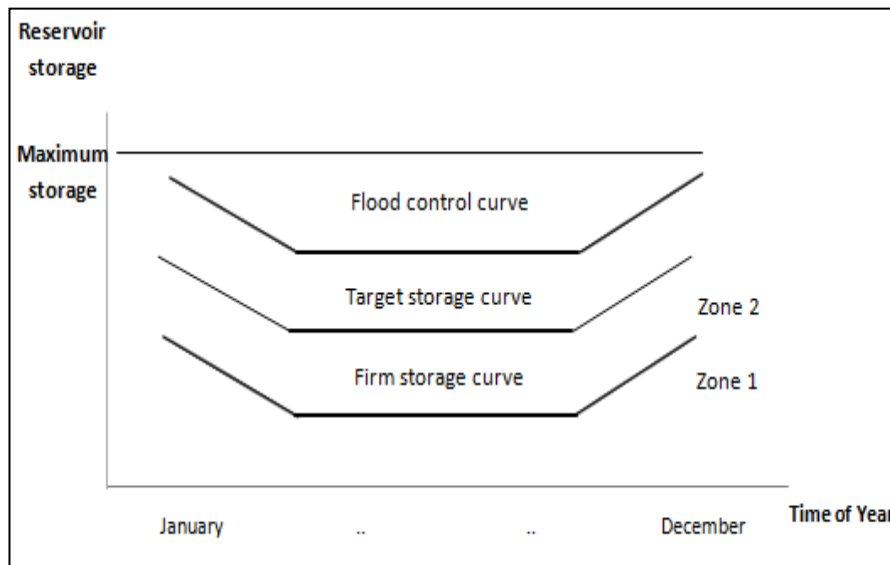 Reservoir
storage
Maximum
storage
Flood control curve
Target storage curve
Zone 2
Firm storage curve
Zone 1
January
..
..
December
Time of Year